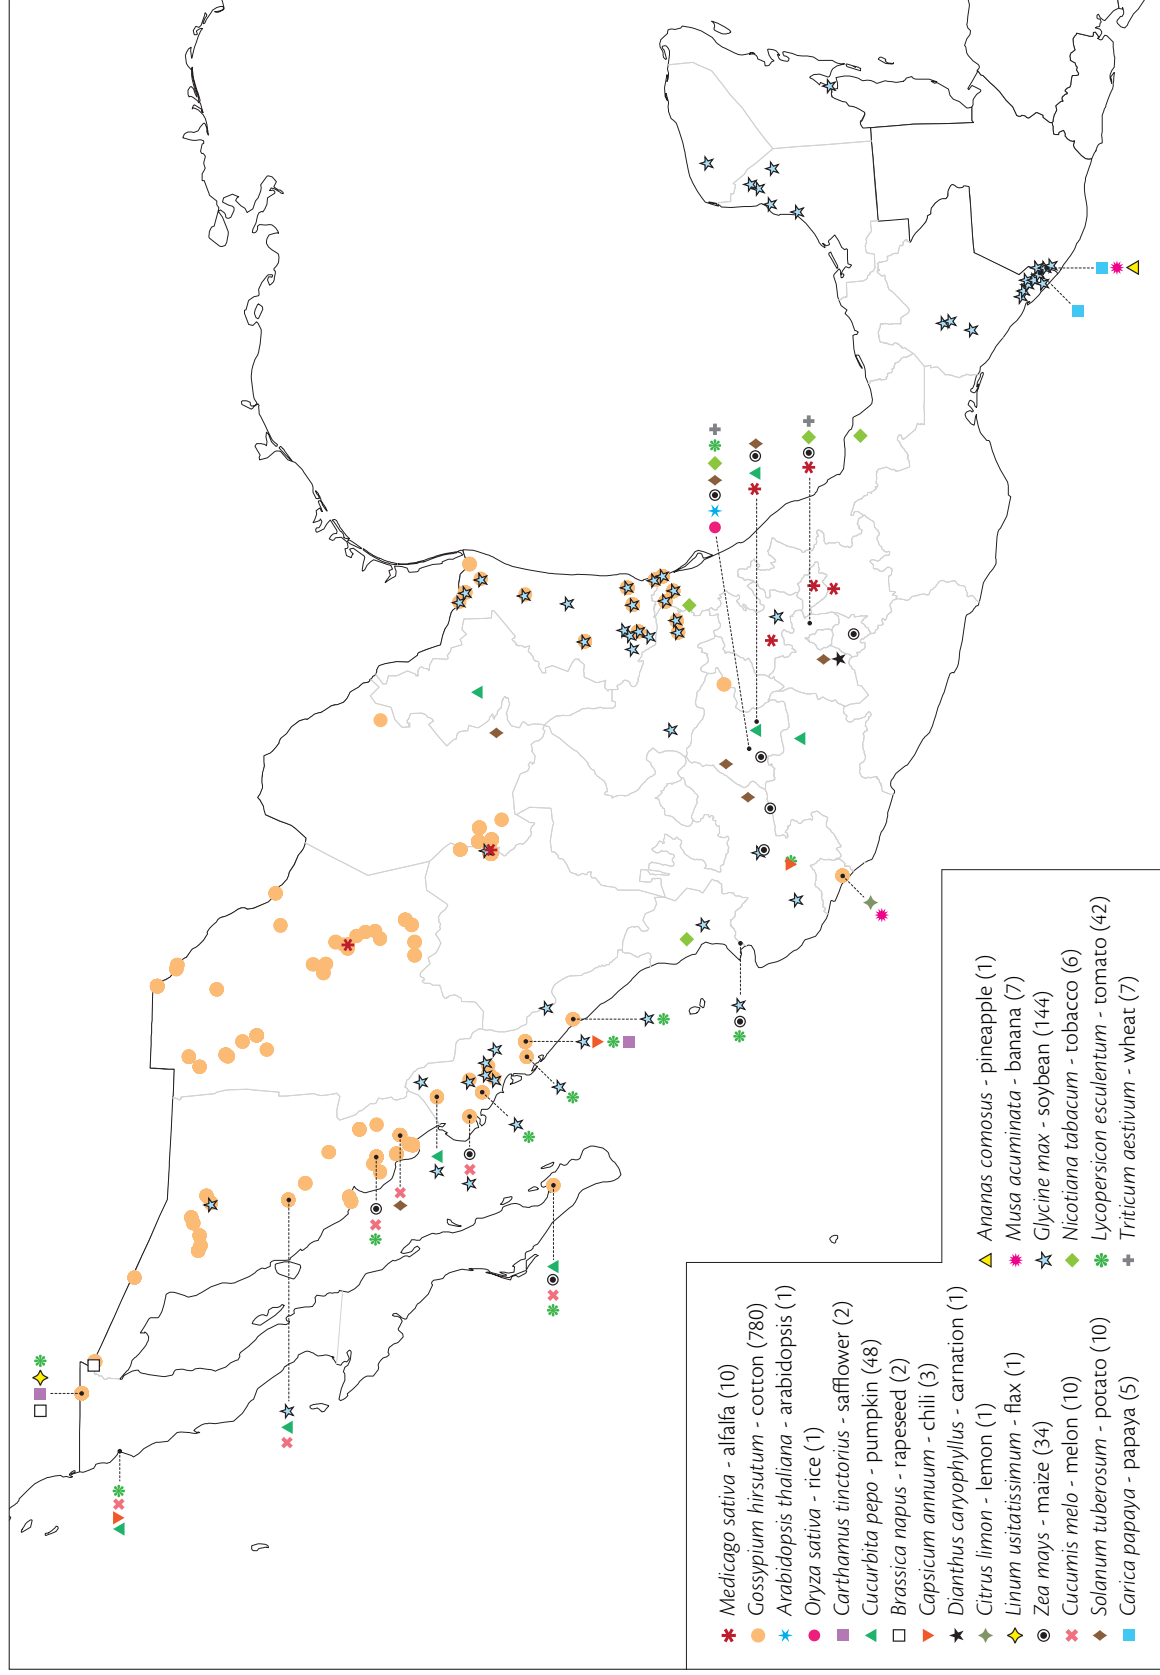 Medicago sativa - alfalfa (10)
Gossypium hirsutum - cotton (780)
Arabidopsis thaliana - arabidopsis (1)
Oryza sativa - rice (1)
Carthamus tinctorius - safflower (2)
Cucurbita pepo - pumpkin (48)
Brassica napus - rapeseed (2)
Capsicum annuum - chili (3)
Dianthus caryophyllus - carnation (1)
Citrus limon - lemon (1)
Linum usitatissimum - flax (1)
Zea mays - maize (34)
Cucumis melo - melon (10)
Solanum tuberosum - potato (10)
Carica papaya - papaya (5)
Ananas comosus - pineapple (1)
Musa acuminata - banana (7)
Glycine max - soybean (144)
Nicotiana tabacum - tobacco (6)
Lycopersicon esculentum - tomato (42)
Triticum aestivum - wheat (7)